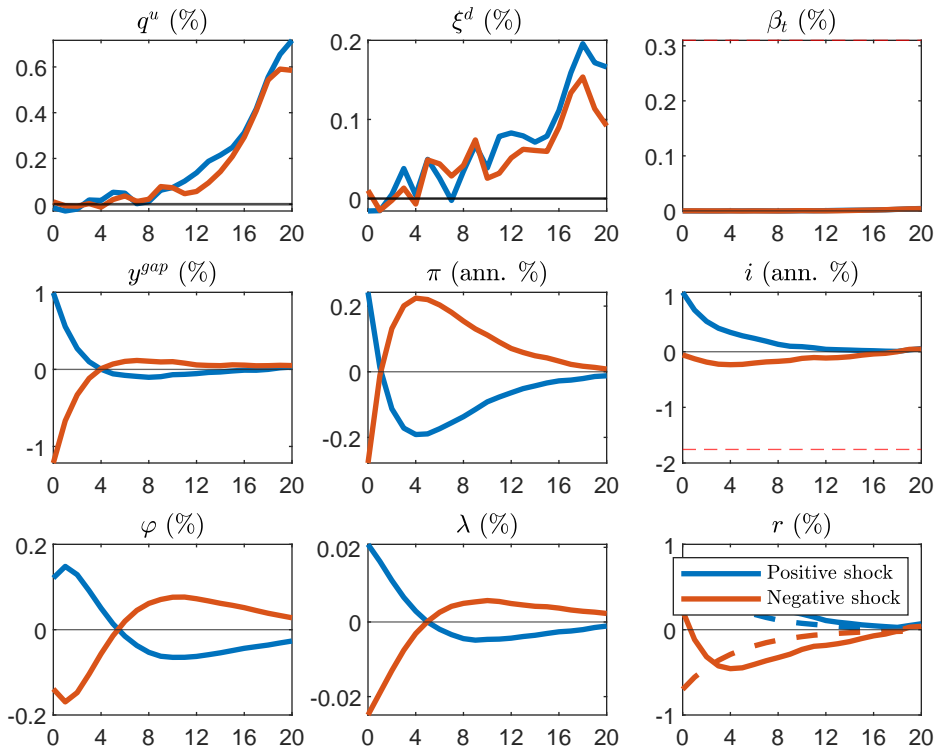 q^u (%) ξ^d (%) β_t (%)
0.6 0.2 0.3
0.4 0.2
0.1
0.2 0.1
0 0 0
0 4 8 12 16 20 0 4 8 12 16 20 0 4 8 12 16 20
y^{gap} (%) π (ann. %) i (ann. %)
1 0.2 1
0 0 0
-1
-1 -0.2 -2
0 4 8 12 16 20 0 4 8 12 16 20 0 4 8 12 16 20
φ (%) λ (%) r (%)
0.2 0.02 1
Positive shock
Negative shock
0 0 0
-0.2 -0.02 -1
0 4 8 12 16 20 0 4 8 12 16 20 0 4 8 12 16 20